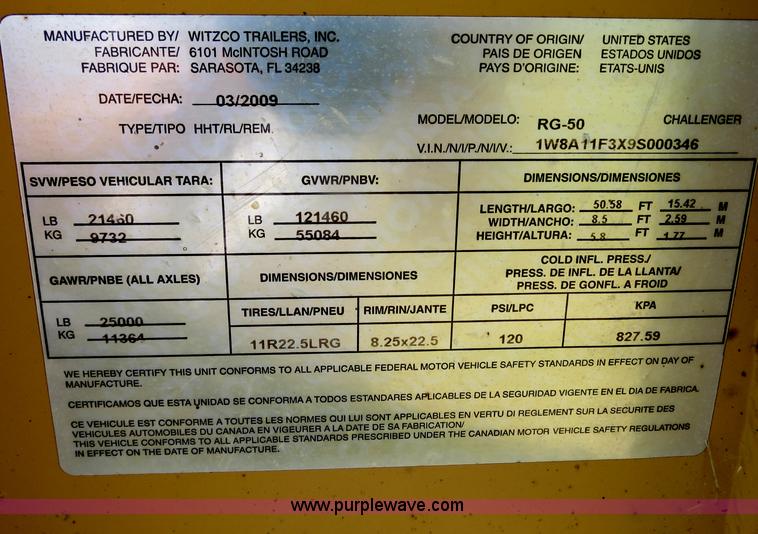 MANUFACTURED BY/ WITZCO TRAILERS, INC.
FABRICANTE/ 6101 McINTOSH ROAD
FABRIQUE PAR: SARASOTA, FL 34238
COUNTRY OF ORIGIN/ UNITED STATES
PAIS DE ORIGEN ESTADOS UNIDOS
PAYS D'ORIGINE: ETATS-UNIS
DATE/FECHA: 03/2009
TYPE/TIPO HHT/RL/REM
MODEL/MODELO: RG-50 CHALLENGER
V.I.N./N/I/P./N/I/V.: 1W8A11F3X9S000346
SVW/PESO VEHICULAR TARA:
LB 21460
KG 9732
GVWR/PNBV:
LB 121460
KG 55084
DIMENSIONS/DIMENSIONES
LENGTH/LARGO: 50.58 FT 15.42 M
WIDTH/ANCHO: 8.5 FT 2.59 M
HEIGHT/ALTURA: 5.8 FT 1.77 M
GAWR/PNBE (ALL AXLES)
LB 25000
KG 11364
DIMENSIONS/DIMENSIONES
COLD INFL. PRESS./
PRESS. DE INFL. DE LA LLANTA/
PRESS. DE GONFL. A FROID
TIRES/LLAN/PNEU RIM/RIN/JANTE PSI/LPC KPA
11R22.5LRG 8.25x22.5 120 827.59
WE HEREBY CERTIFY THIS UNIT CONFORMS TO ALL APPLICABLE FEDERAL MOTOR VEHICLE SAFETY STANDARDS IN EFFECT ON DAY OF
MANUFACTURE.
CERTIFICAMOS QUE ESTA UNIDAD SE CONFORMA A TODOS ESTANDARES APLICABLES DE LA SEGURIDAD VIGENTE EN EL DIA DE FABRICA.
CE VEHICULE EST CONFORME A TOUTES LES NORMES QUI LUI SONT APPLICABLES EN VERTU DI REGLEMENT SUR LA SECURITE DES
VEHICULES AUTOMOBILES DU CANADA EN VIGEURER A LA DATE DE SA FABRICATION/
THIS VEHICLE CONFORMS TO ALL APPLICABLE STANDARDS PRESCRIBED UNDER THE CANADIAN MOTOR VEHICLE SAFETY REGULATIONS
IN EFFECT ON THE DATE OF MANUFACTURE.
www.purplewave.com